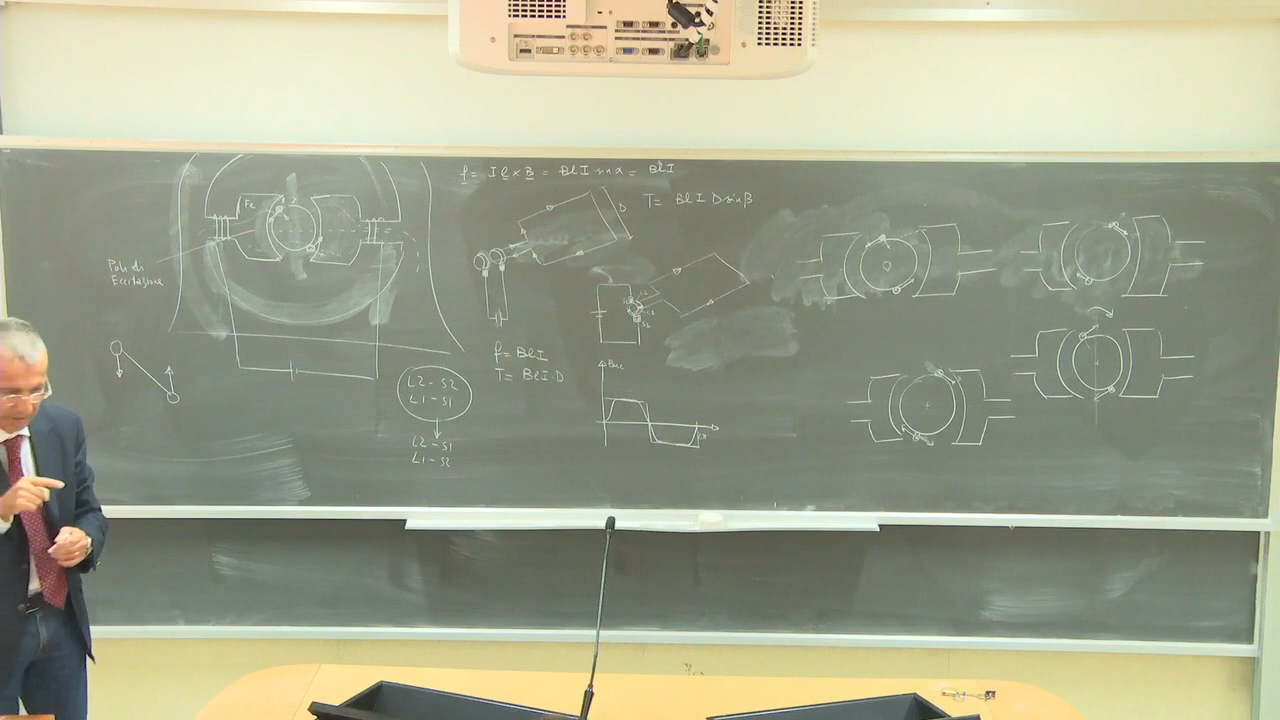 f = I l × B = BlI sin α = BlI
T = BlI D sin β
D
Fe
Poli di
Eccitazione
f = BlI
T = BlI·D
L2 - S2
L1 - S1
L2 - S1
L1 - S2